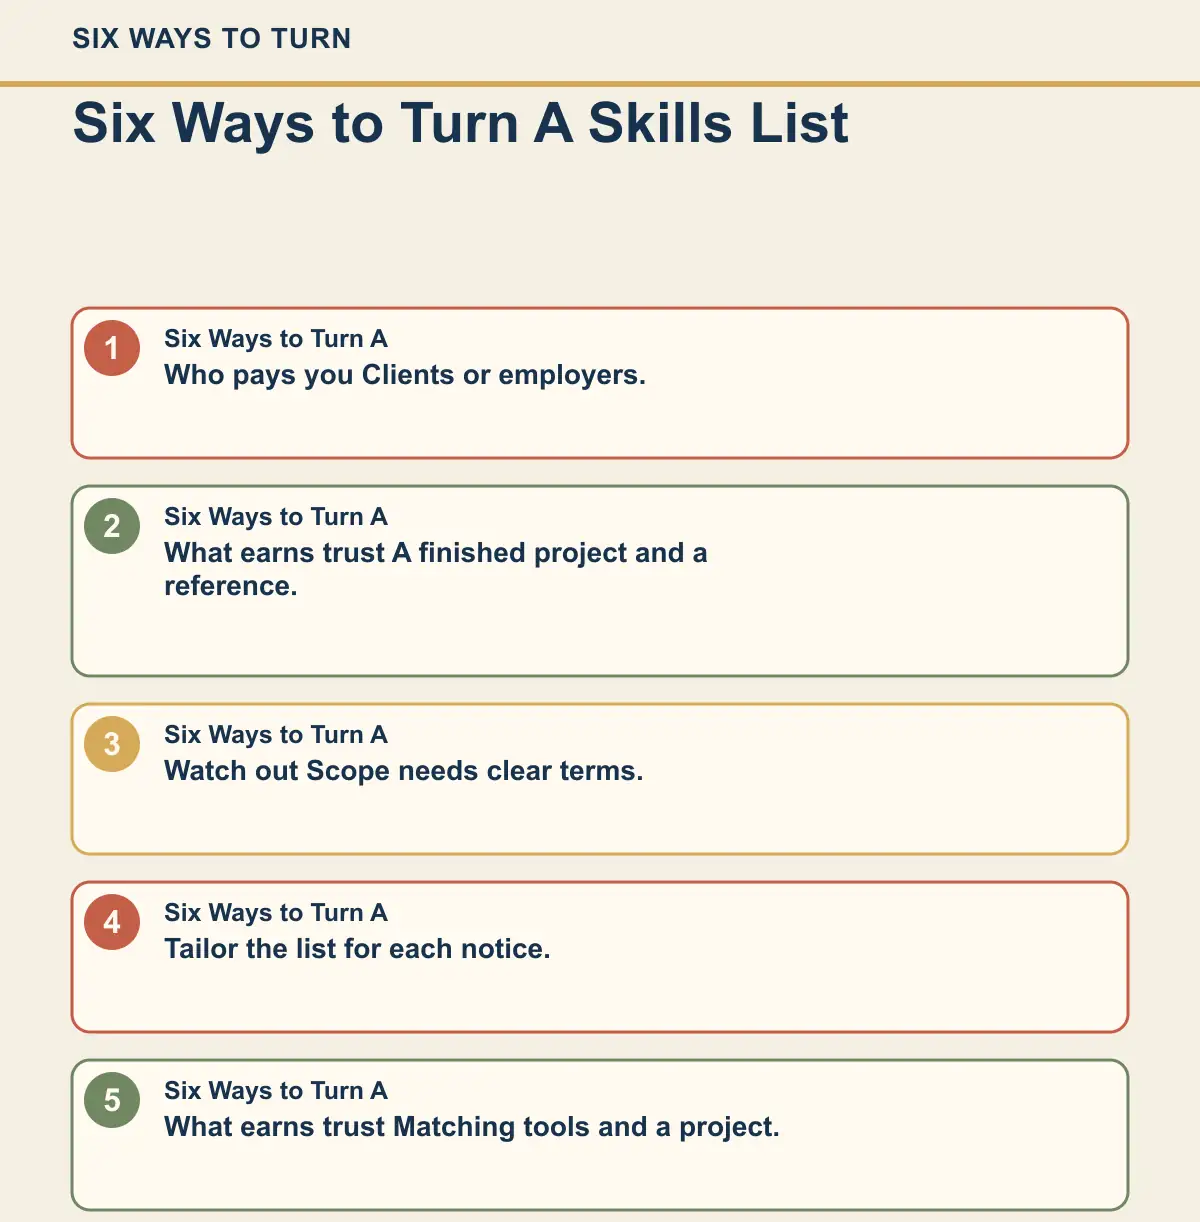 SIX WAYS TO TURN
Six Ways to Turn A Skills List
1
Six Ways to Turn A
Who pays you Clients or employers.
2
Six Ways to Turn A
What earns trust A finished project and a
reference.
3
Six Ways to Turn A
Watch out Scope needs clear terms.
4
Six Ways to Turn A
Tailor the list for each notice.
5
Six Ways to Turn A
What earns trust Matching tools and a project.